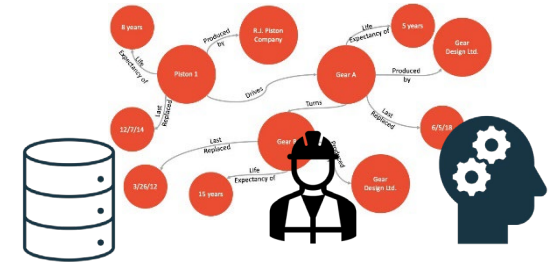 8 years
Produced
by
R.J. Piston
Company
Life
Expectancy of
5 years
Gear
Design Ltd.
Life
Expectancy of
Piston 1
Gear A
Produced
by
Drives
Last
Replaced
Turns
Last
Replaced
12/7/14
Last
Replaced
Gear
Produced
6/5/18
3/26/12
Life
Expectancy of
15 years
Gear
Design Ltd.